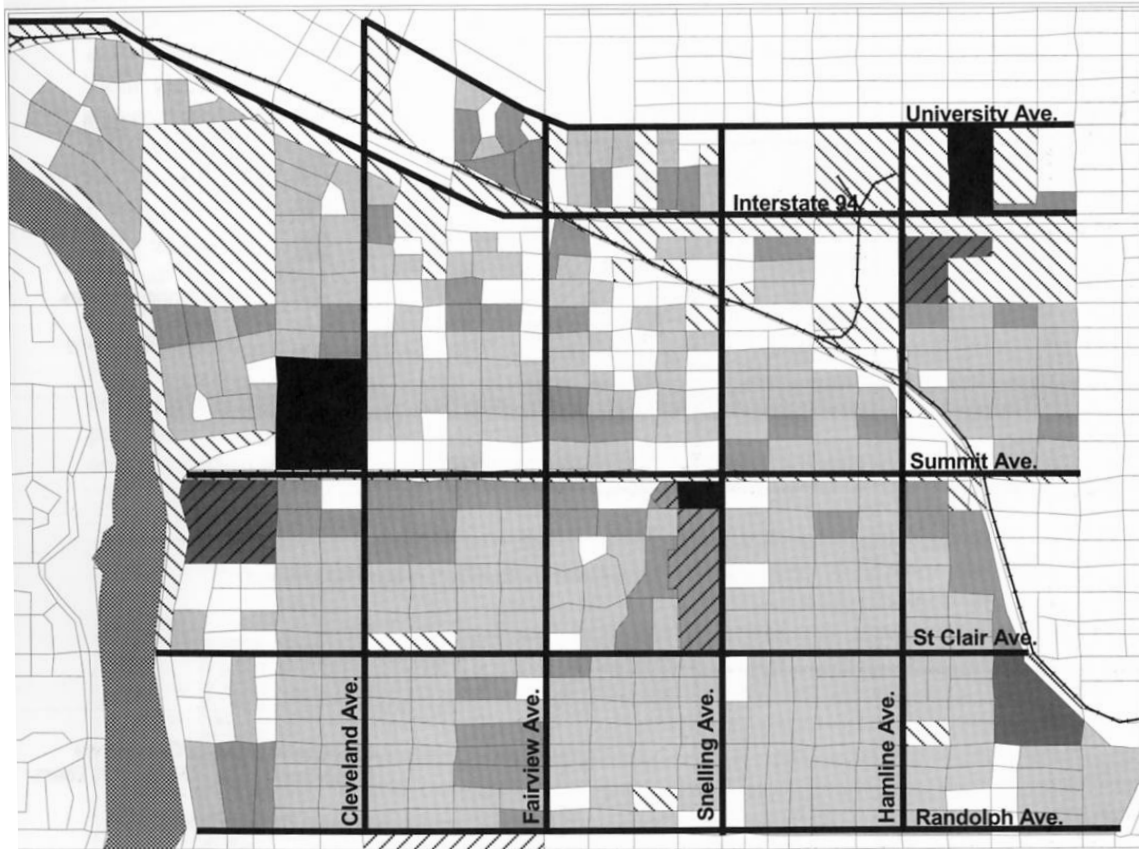 University Ave.
Interstate 94
Summit Ave.
St Clair Ave.
Cleveland Ave.
Fairview Ave.
Snelling Ave.
Hamline Ave.
Randolph Ave.